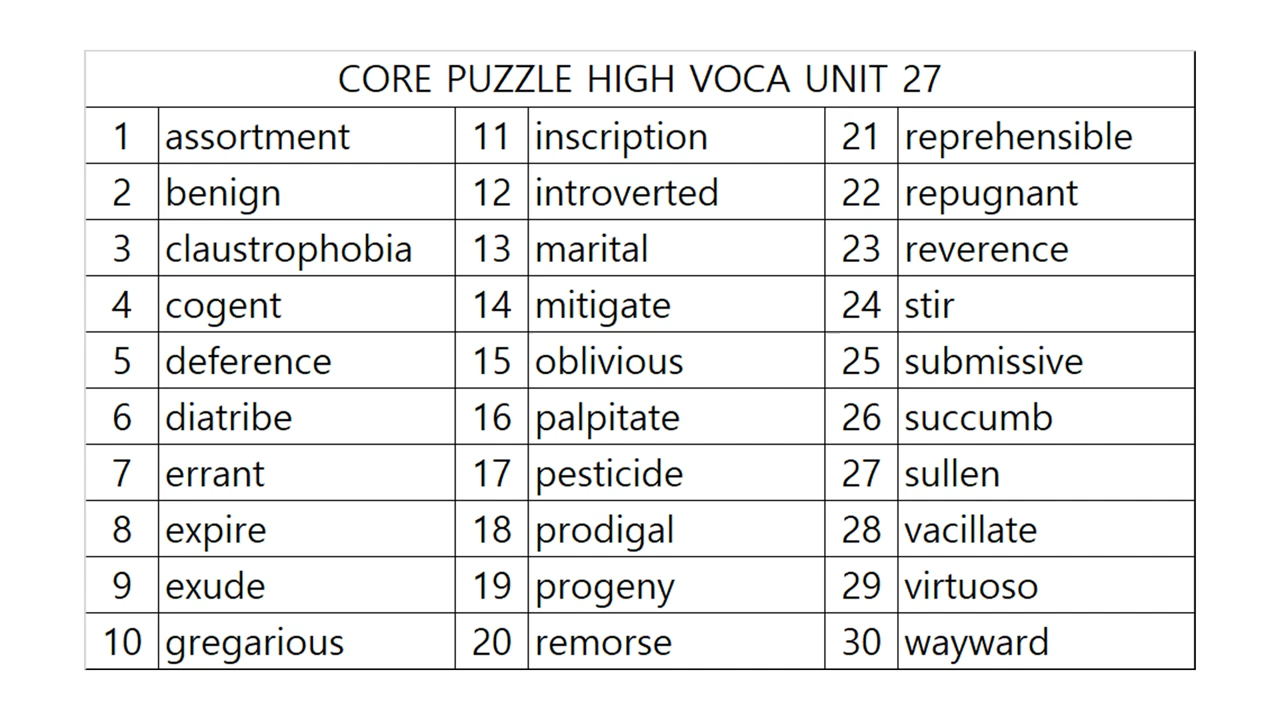 CORE PUZZLE HIGH VOCA UNIT 27
1 assortment 11 inscription 21 reprehensible
2 benign 12 introverted 22 repugnant
3 claustrophobia 13 marital 23 reverence
4 cogent 14 mitigate 24 stir
5 deference 15 oblivious 25 submissive
6 diatribe 16 palpitate 26 succumb
7 errant 17 pesticide 27 sullen
8 expire 18 prodigal 28 vacillate
9 exude 19 progeny 29 virtuoso
10 gregarious 20 remorse 30 wayward